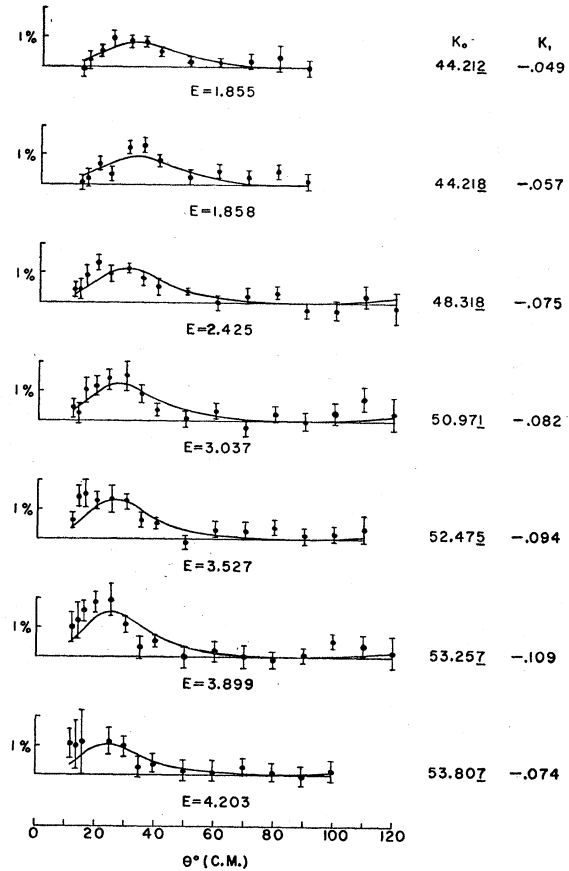 K₀ K₁
1%
44.212 -.049
E=1.855
1%
44.218 -.057
E=1.858
1%
48.318 -.075
E=2.425
1%
50.971 -.082
E=3.037
1%
52.475 -.094
E=3.527
1%
53.257 -.109
E=3.899
1%
53.807 -.074
E=4.203
0 20 40 60 80 100 120
θ° (C.M.)